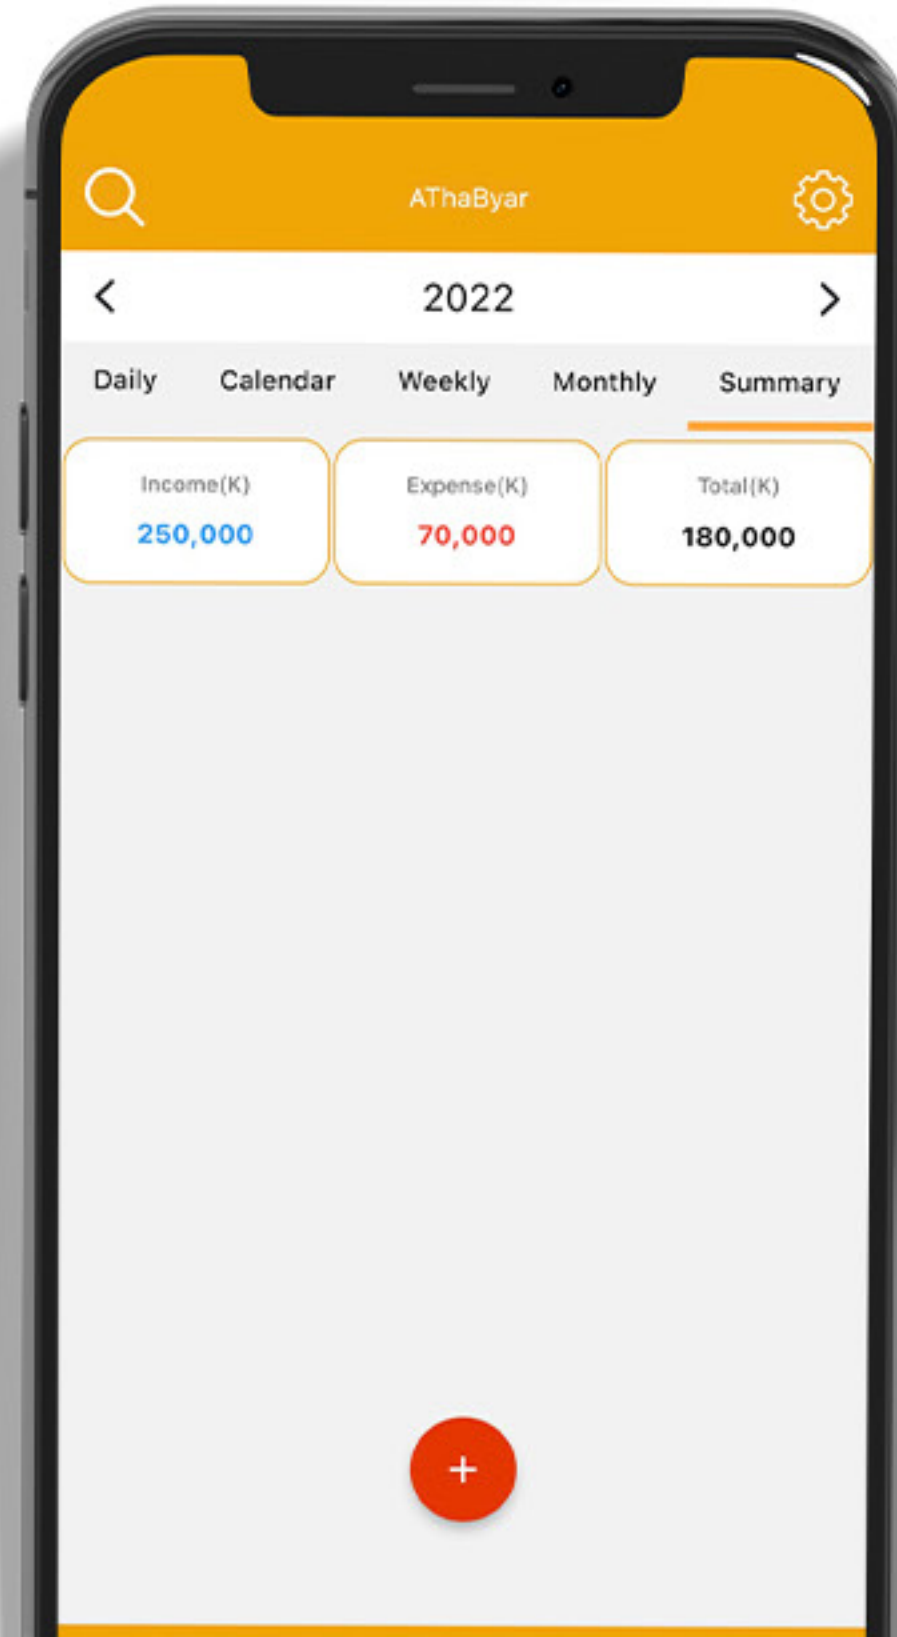 AThaByar
2022
Daily Calendar Weekly Monthly Summary
Income(K) Expense(K) Total(K)
250,000 70,000 180,000